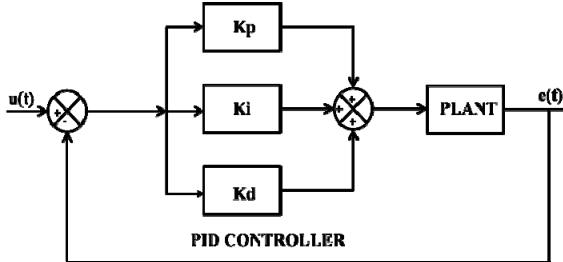 Kp
u(t)
+
-
Ki
+
+
+
PLANT
c(t)
Kd
PID CONTROLLER